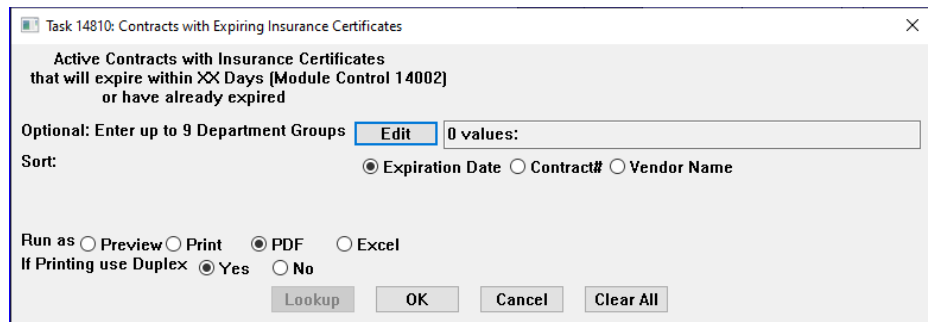 Task 14810: Contracts with Expiring Insurance Certificates
Active Contracts with Insurance Certificates
that will expire within XX Days (Module Control 14002)
or have already expired
Optional: Enter up to 9 Department Groups Edit 0 values:
Sort: Expiration Date Contract# Vendor Name
Run as Preview Print PDF Excel
If Printing use Duplex Yes No
Lookup OK Cancel Clear All